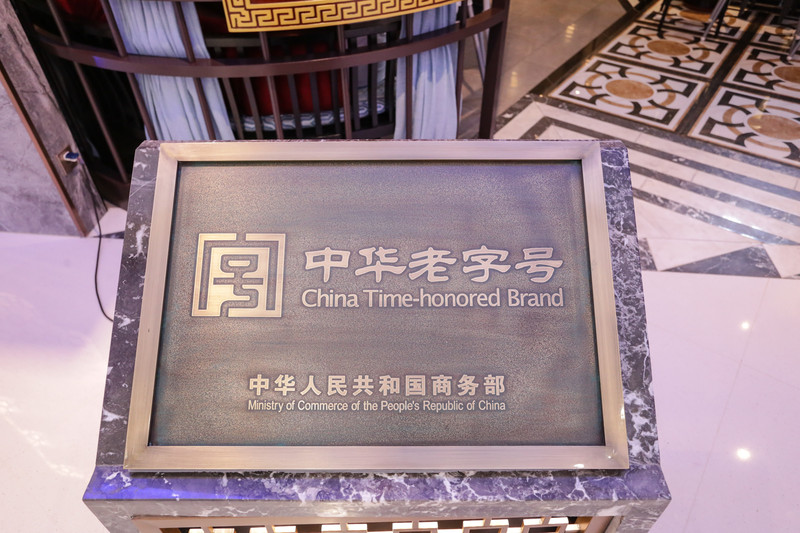 中华老字号
China Time-honored Brand
中华人民共和国商务部
Ministry of Commerce of the People's Republic of China